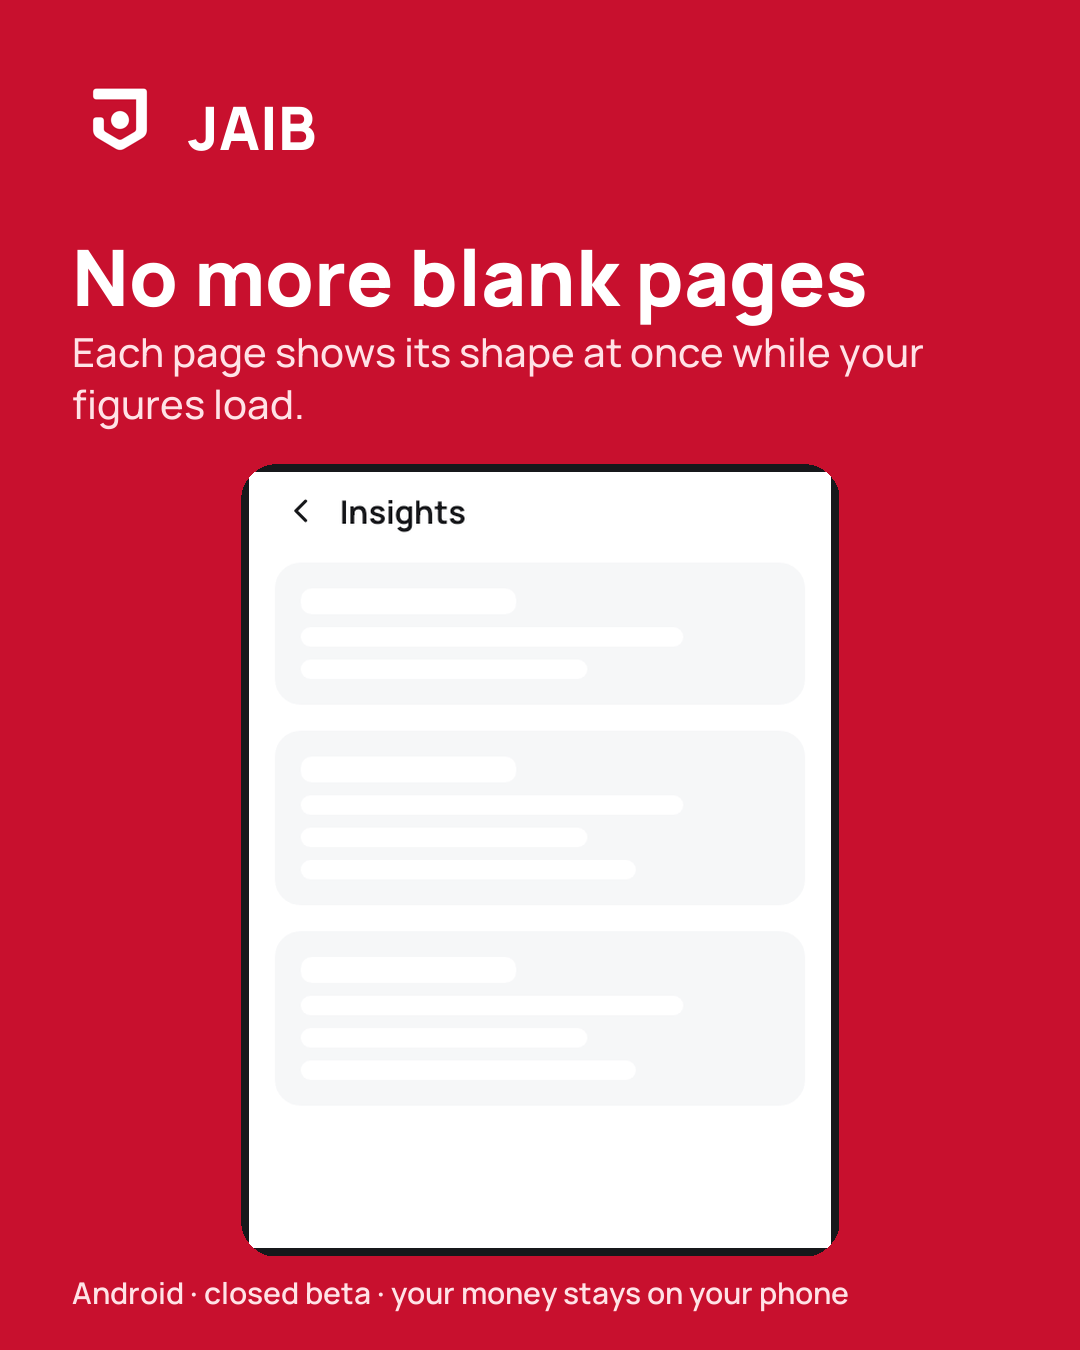 JAIB
No more blank pages
Each page shows its shape at once while your
figures load.
Insights
Android · closed beta · your money stays on your phone